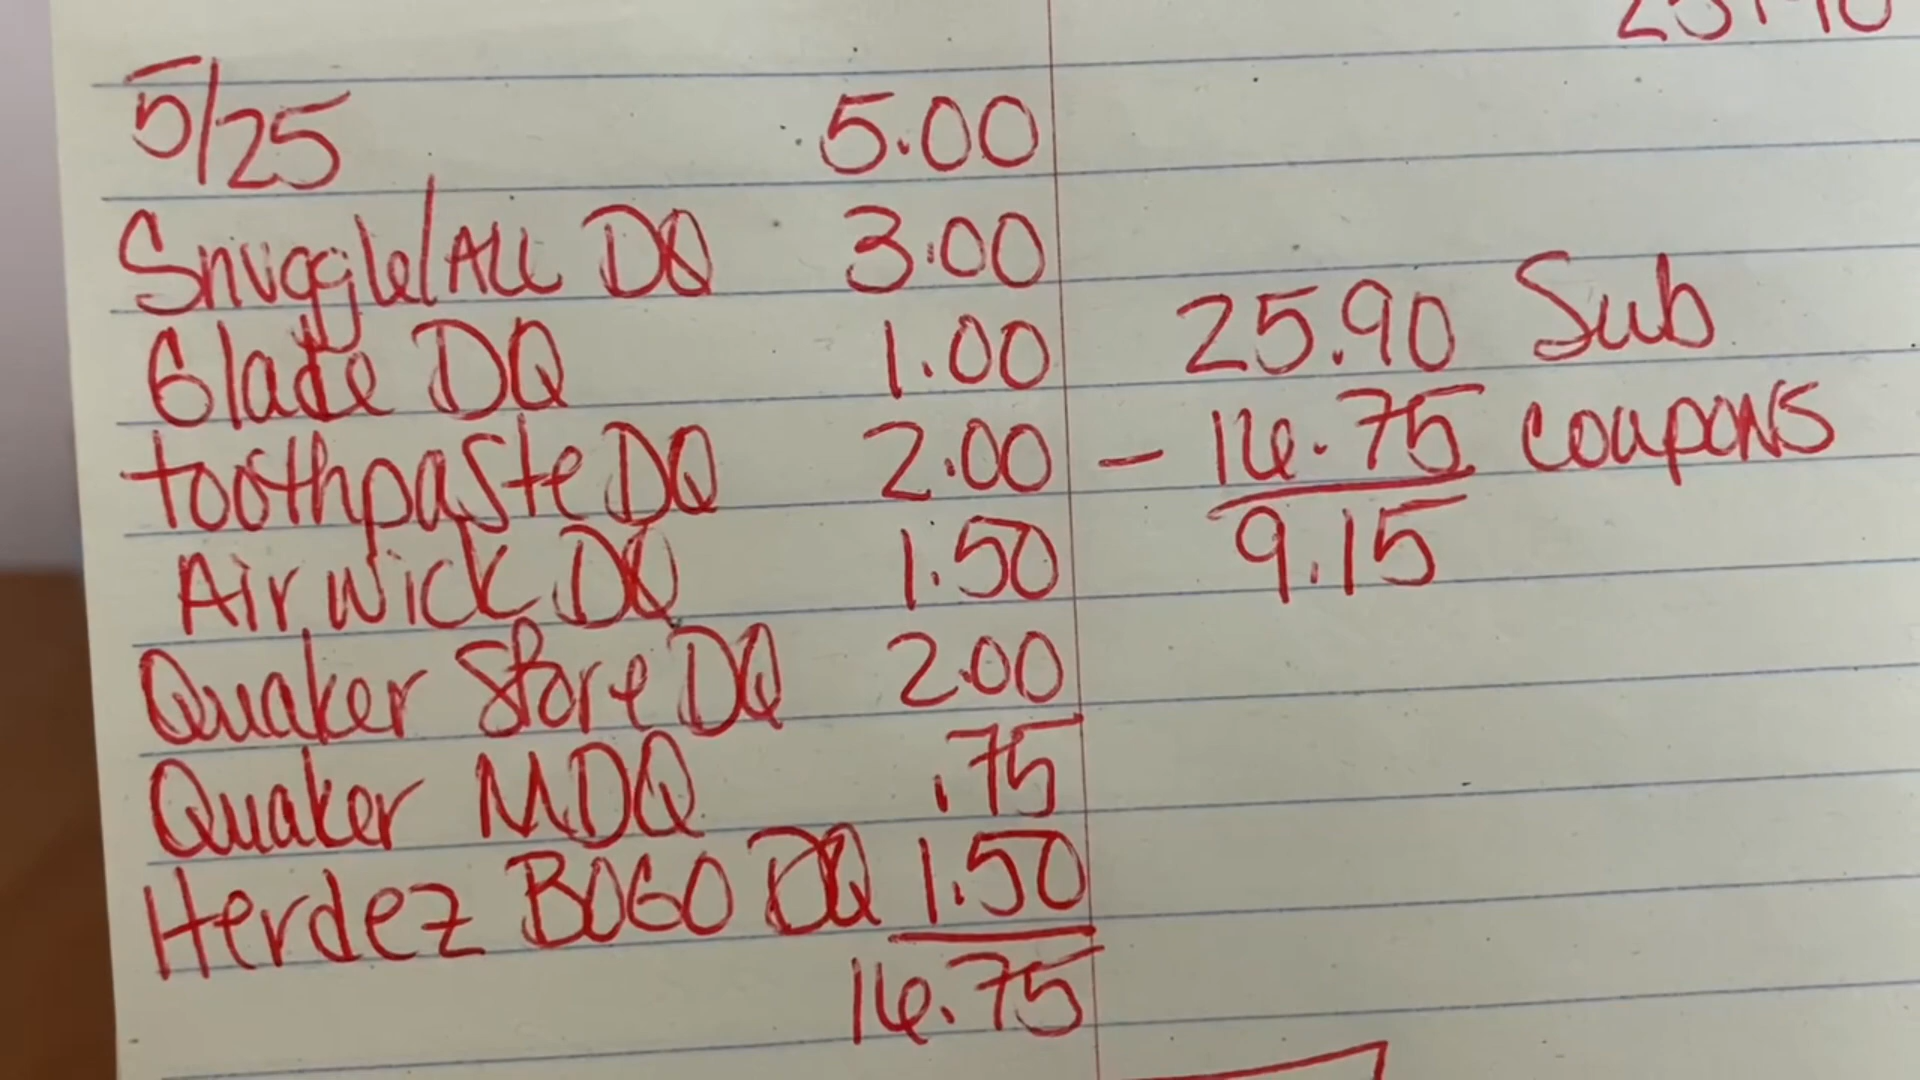 5/25 5.00
Snuggle/ALL DQ 3.00
Glade DQ 1.00
toothpaste DQ 2.00
Air Wick DQ 1.50
Quaker Store DQ 2.00
Quaker MDQ .75
Herdez BOGO DQ 1.50
16.75
25.90 Sub
- 16.75 coupons
9.15